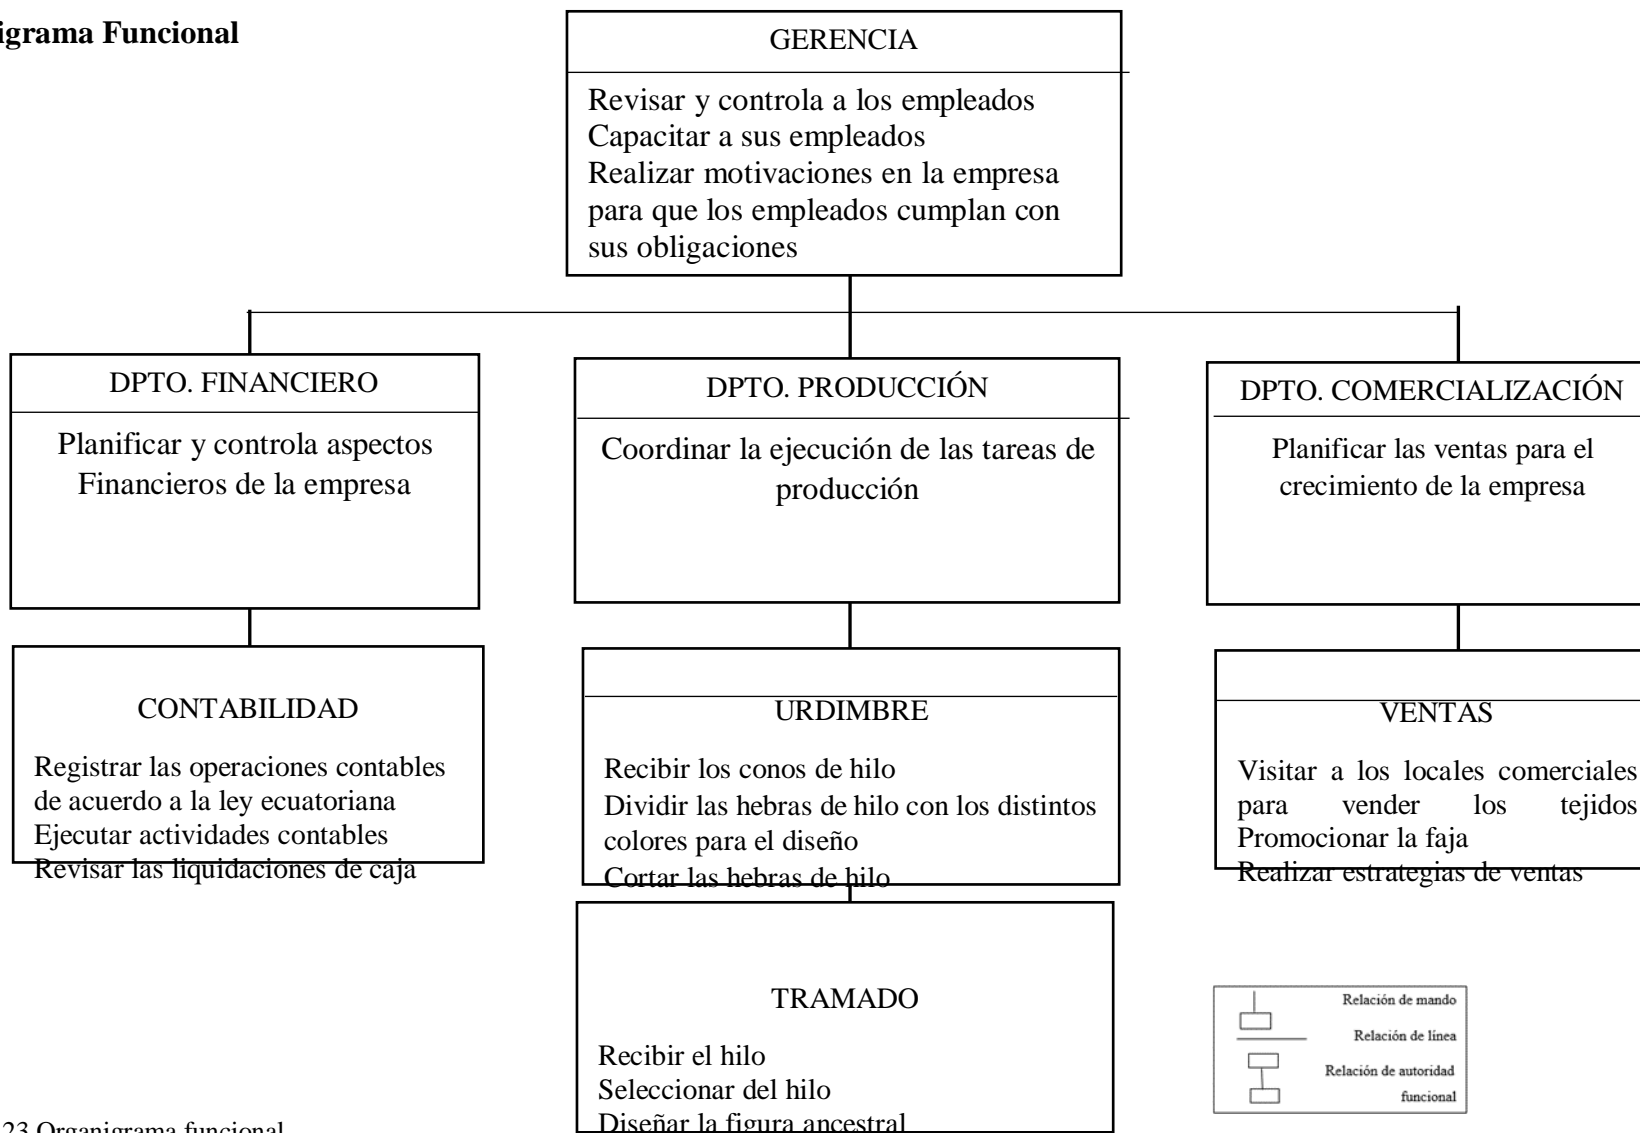 igrama Funcional
GERENCIA
Revisar y controla a los empleados
Capacitar a sus empleados
Realizar motivaciones en la empresa
para que los empleados cumplan con
sus obligaciones
DPTO. FINANCIERO
Planificar y controla aspectos
Financieros de la empresa
DPTO. PRODUCCIÓN
Coordinar la ejecución de las tareas de
producción
DPTO. COMERCIALIZACIÓN
Planificar las ventas para el
crecimiento de la empresa
CONTABILIDAD
Registrar las operaciones contables
de acuerdo a la ley ecuatoriana
Ejecutar actividades contables
Revisar las liquidaciones de caja
URDIMBRE
Recibir los conos de hilo
Dividir las hebras de hilo con los distintos
colores para el diseño
Cortar las hebras de hilo
VENTAS
Visitar a los locales comerciales
para vender los tejidos
Promocionar la faja
Realizar estrategias de ventas
TRAMADO
Recibir el hilo
Seleccionar del hilo
Diseñar la figura ancestral
Relación de mando
Relación de línea
Relación de autoridad
funcional
23 Organigrama funcional